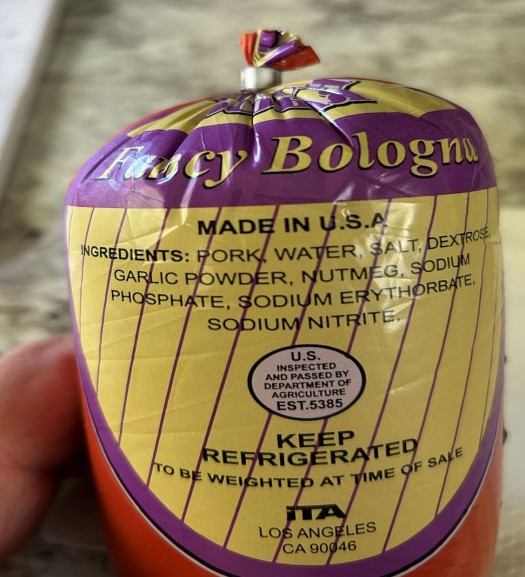 Fancy Bologna
MADE IN U.S.A
INGREDIENTS: PORK, WATER, SALT, DEXTROSE,
GARLIC POWDER, NUTMEG, SODIUM
PHOSPHATE, SODIUM ERYTHORBATE,
SODIUM NITRITE.
U.S.
INSPECTED
AND PASSED BY
DEPARTMENT OF
AGRICULTURE
EST.5385
KEEP
REFRIGERATED
TO BE WEIGHTED AT TIME OF SALE
iTA
LOS ANGELES
CA 90046